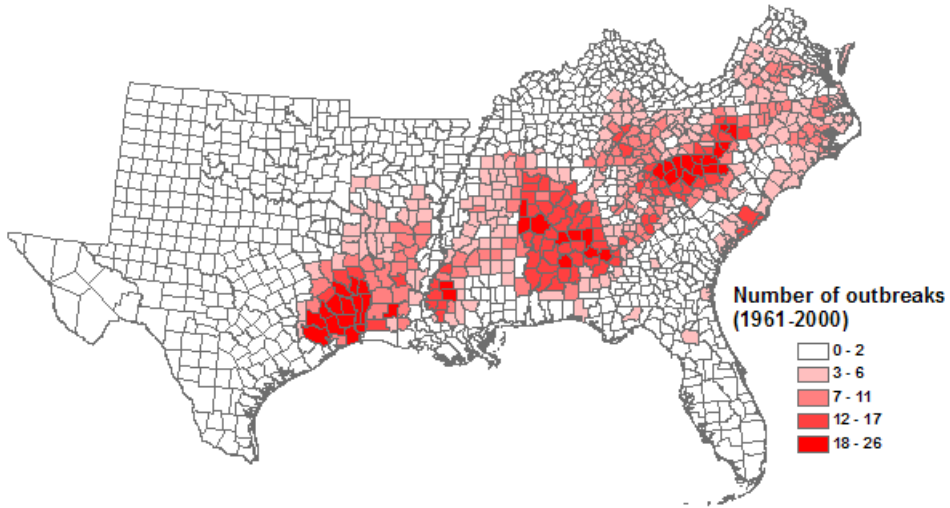 Number of outbreaks
(1961-2000)
0 - 2
3 - 6
7 - 11
12 - 17
18 - 26